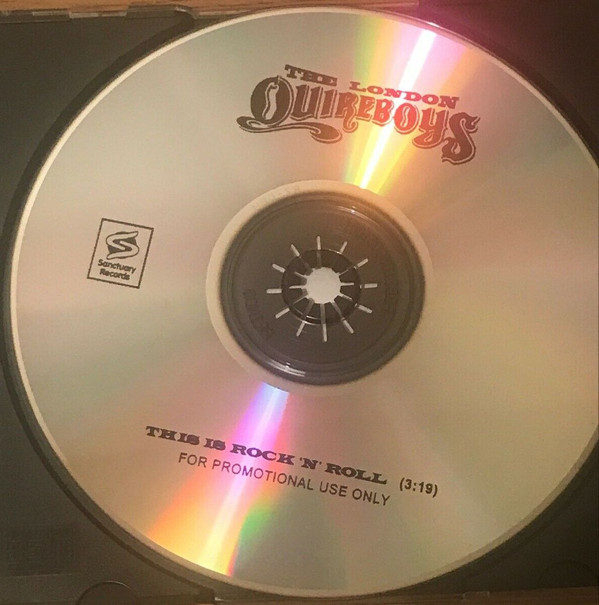 THE LONDON
QUIREBOYS
Sanctuary
Records
THIS IS ROCK 'N' ROLL (3:19)
FOR PROMOTIONAL USE ONLY